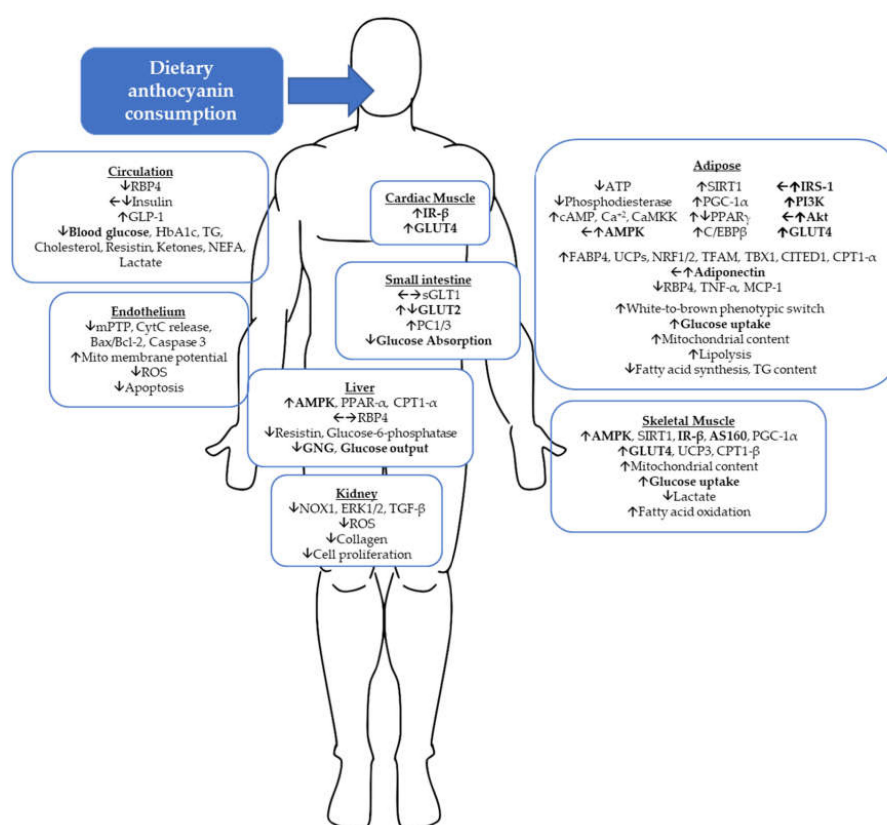 Dietary
anthocyanin
consumption
Circulation
↓RBP4
←↓Insulin
↑GLP-1
↓Blood glucose, HbA1c, TG,
Cholesterol, Resistin, Ketones, NEFA,
Lactate
Endothelium
↓mPTP, CytC release,
Bax/Bcl-2, Caspase 3
↑Mito membrane potential
↓ROS
↓Apoptosis
Cardiac Muscle
↑IR-β
↑GLUT4
Small intestine
←→sGLT1
↑↓GLUT2
↑PC1/3
↓Glucose Absorption
Liver
↑AMPK, PPAR-α, CPT1-α
←→RBP4
↓Resistin, Glucose-6-phosphatase
↓GNG, Glucose output
Kidney
↓NOX1, ERK1/2, TGF-β
↓ROS
↓Collagen
↓Cell proliferation
Adipose
↓ATP ↑SIRT1 ←↑IRS-1
↓Phosphodiesterase ↑PGC-1α ↑PI3K
↑cAMP, Ca⁺², CaMKK ↑↓PPARγ ←↑Akt
←↑AMPK ↑C/EBPβ ↑GLUT4
↑FABP4, UCPs, NRF1/2, TFAM, TBX1, CITED1, CPT1-α
←↑Adiponectin
↓RBP4, TNF-α, MCP-1
↑White-to-brown phenotypic switch
↑Glucose uptake
↑Mitochondrial content
↑Lipolysis
↓Fatty acid synthesis, TG content
Skeletal Muscle
↑AMPK, SIRT1, IR-β, AS160, PGC-1α
↑GLUT4, UCP3, CPT1-β
↑Mitochondrial content
↑Glucose uptake
↓Lactate
↑Fatty acid oxidation